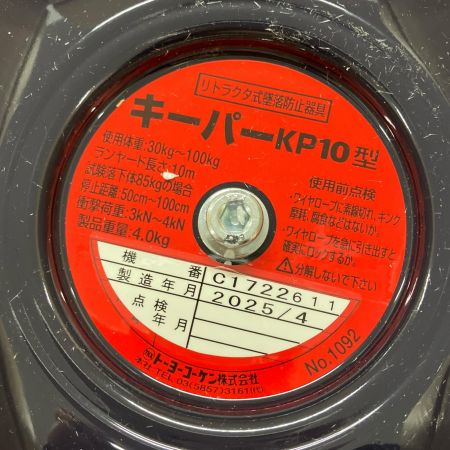 リトラクタ式墜落防止器具
キーパーKP10型
使用体重:30kg～100kg
ランヤード長さ:10m
試験落下体85kgの場合
停止距離:50cm～100cm
衝撃荷重:3kN～4kN
製品重量:4.0kg
使用前点検
・ワイヤロープに素線切れ、キンク
摩耗、腐食などはないか。
・ワイヤロープを急に引き出すと
確実にロックするか。
⚠分解しないで下さい
機番 C1722611
製造年月 2025/4
点検年月
No.1092
トーヨーコーケン株式会社
本社 TEL 03(5857)3161(代)